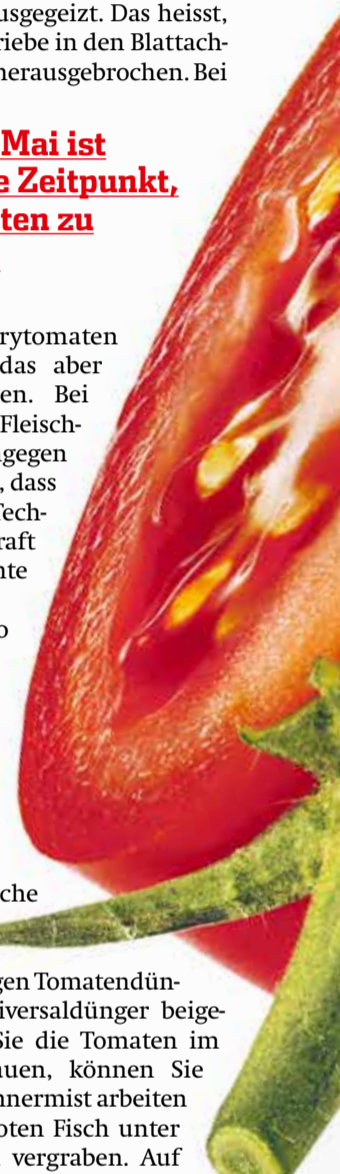 usgegeizt. Das heisst,
riebe in den Blattach-
herausgebrochen. Bei
Mai ist
e Zeitpunkt,
ten zu
rytomaten
das aber
en. Bei
Fleisch-
gegen
, dass
Tech-
raft
nte
o
che
gen Tomatendün-
iversaldünger beige-
Sie die Tomaten im
auen, können Sie
hnermist arbeiten
oten Fisch unter
vergraben. Auf